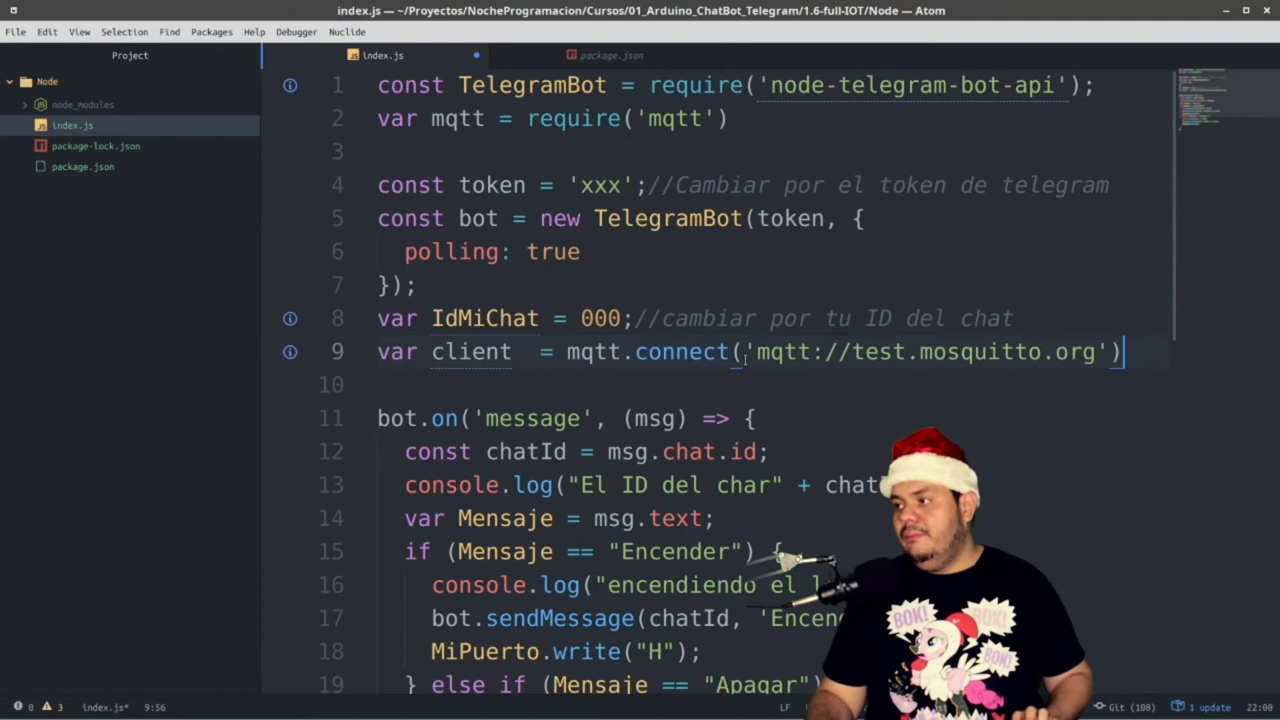 index.js — ~/Proyectos/NocheProgramacion/Cursos/01_Arduino_ChatBot_Telegram/1.6-full-IOT/Node — Atom
File Edit View Selection Find Packages Help Debugger Nuclide
Project
index.js
package.json
Node
node_modules
index.js
package-lock.json
package.json
1 const TelegramBot = require('node-telegram-bot-api');
2 var mqtt = require('mqtt')
3
4 const token = 'xxx';//Cambiar por el token de telegram
5 const bot = new TelegramBot(token, {
6 polling: true
7 });
8 var IdMiChat = 000;//cambiar por tu ID del chat
9 var client  = mqtt.connect('mqtt://test.mosquitto.org')
10
11 bot.on('message', (msg) => {
12 const chatId = msg.chat.id;
13 console.log("El ID del char" + chat
14 var Mensaje = msg.text;
15 if (Mensaje == "Encender") {
16 console.log("encendiendo el
17 bot.sendMessage(chatId, 'Encen
18 MiPuerto.write("H");
19 } else if (Mensaje == "Apagar")
BOK! BOK! BOK!
0 3 index.js* 9:56 LF Git (108) 1 update 22:00